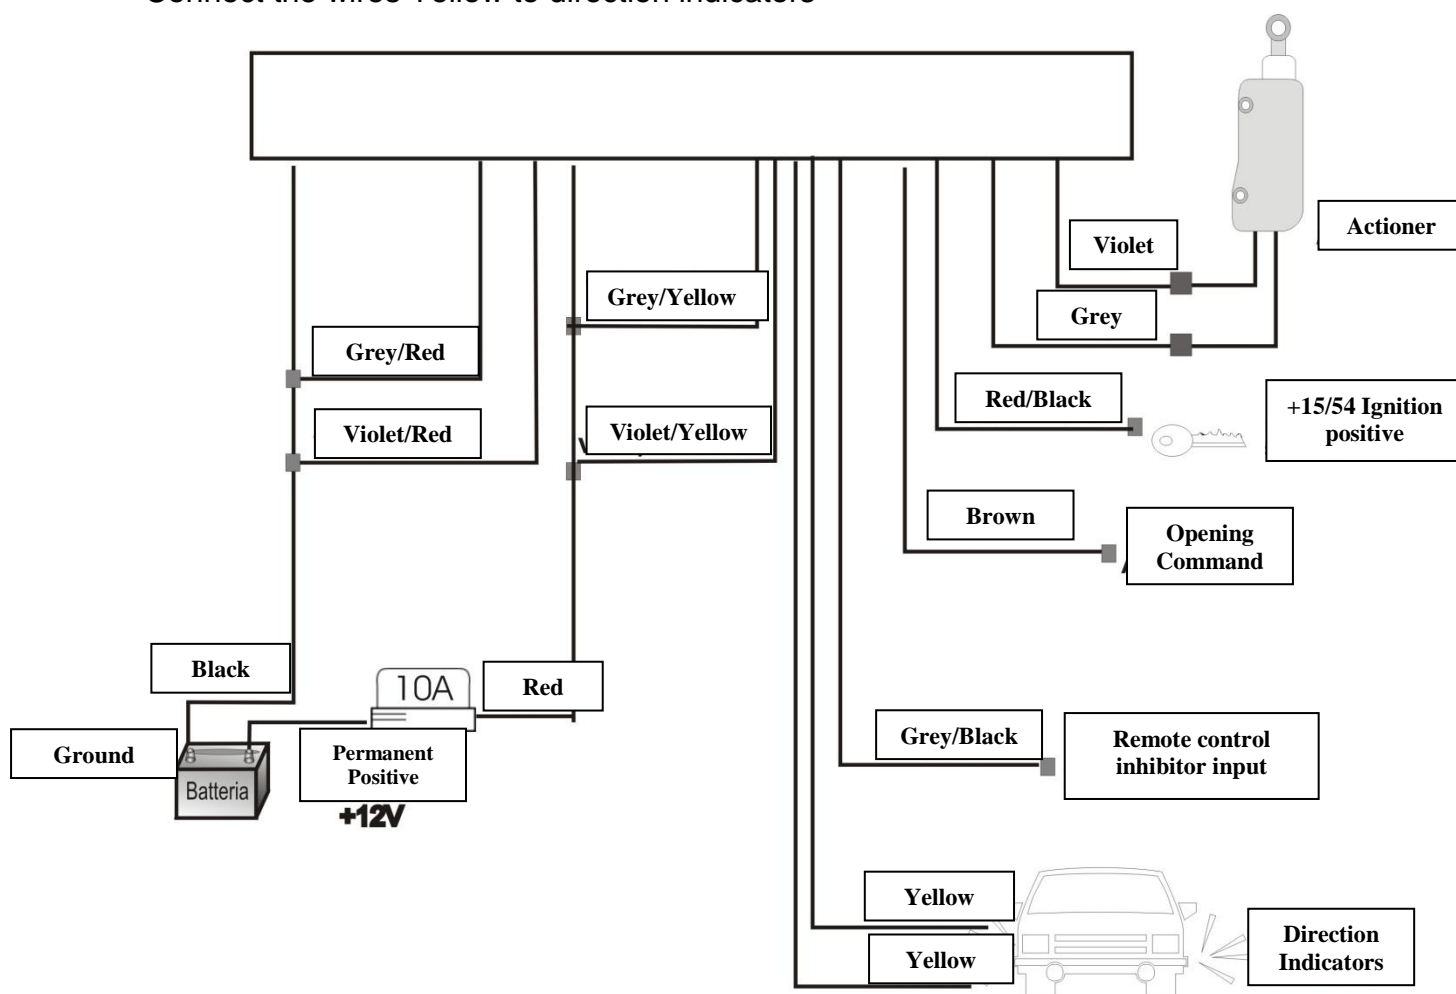 Connect the wires Yellow to direction indicators
Actioner
Violet
Grey/Yellow
Grey
Grey/Red
Red/Black
+15/54 Ignition
positive
Violet/Red
Violet/Yellow
Brown
Opening
Command
Black
10A
Red
Ground
Permanent
Positive
Batteria
+12V
Grey/Black
Remote control
inhibitor input
Yellow
Yellow
Direction
Indicators